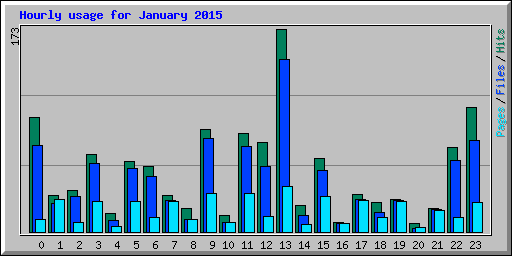 Hourly usage for January 2015
173
Pages / Files / Hits
0 1 2 3 4 5 6 7 8 9 10 11 12 13 14 15 16 17 18 19 20 21 22 23